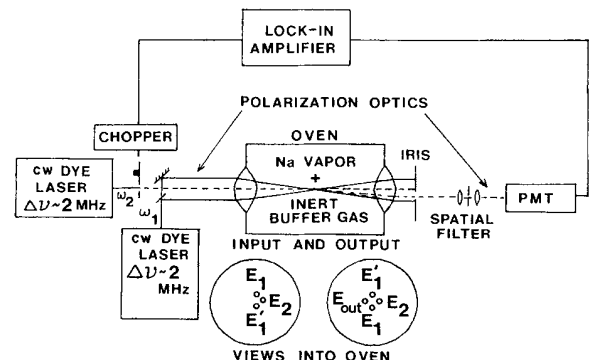 LOCK-IN
AMPLIFIER
POLARIZATION OPTICS
CHOPPER
OVEN
Na VAPOR
+
INERT
BUFFER GAS
IRIS
CW DYE
LASER
Δν~2 MHz
ω₂
ω₁
CW DYE
LASER
Δν~2
MHz
SPATIAL
FILTER
PMT
INPUT AND OUTPUT
E₁
E₂
E₁′
E₁′
E_out
E₂
E₁
VIEWS INTO OVEN